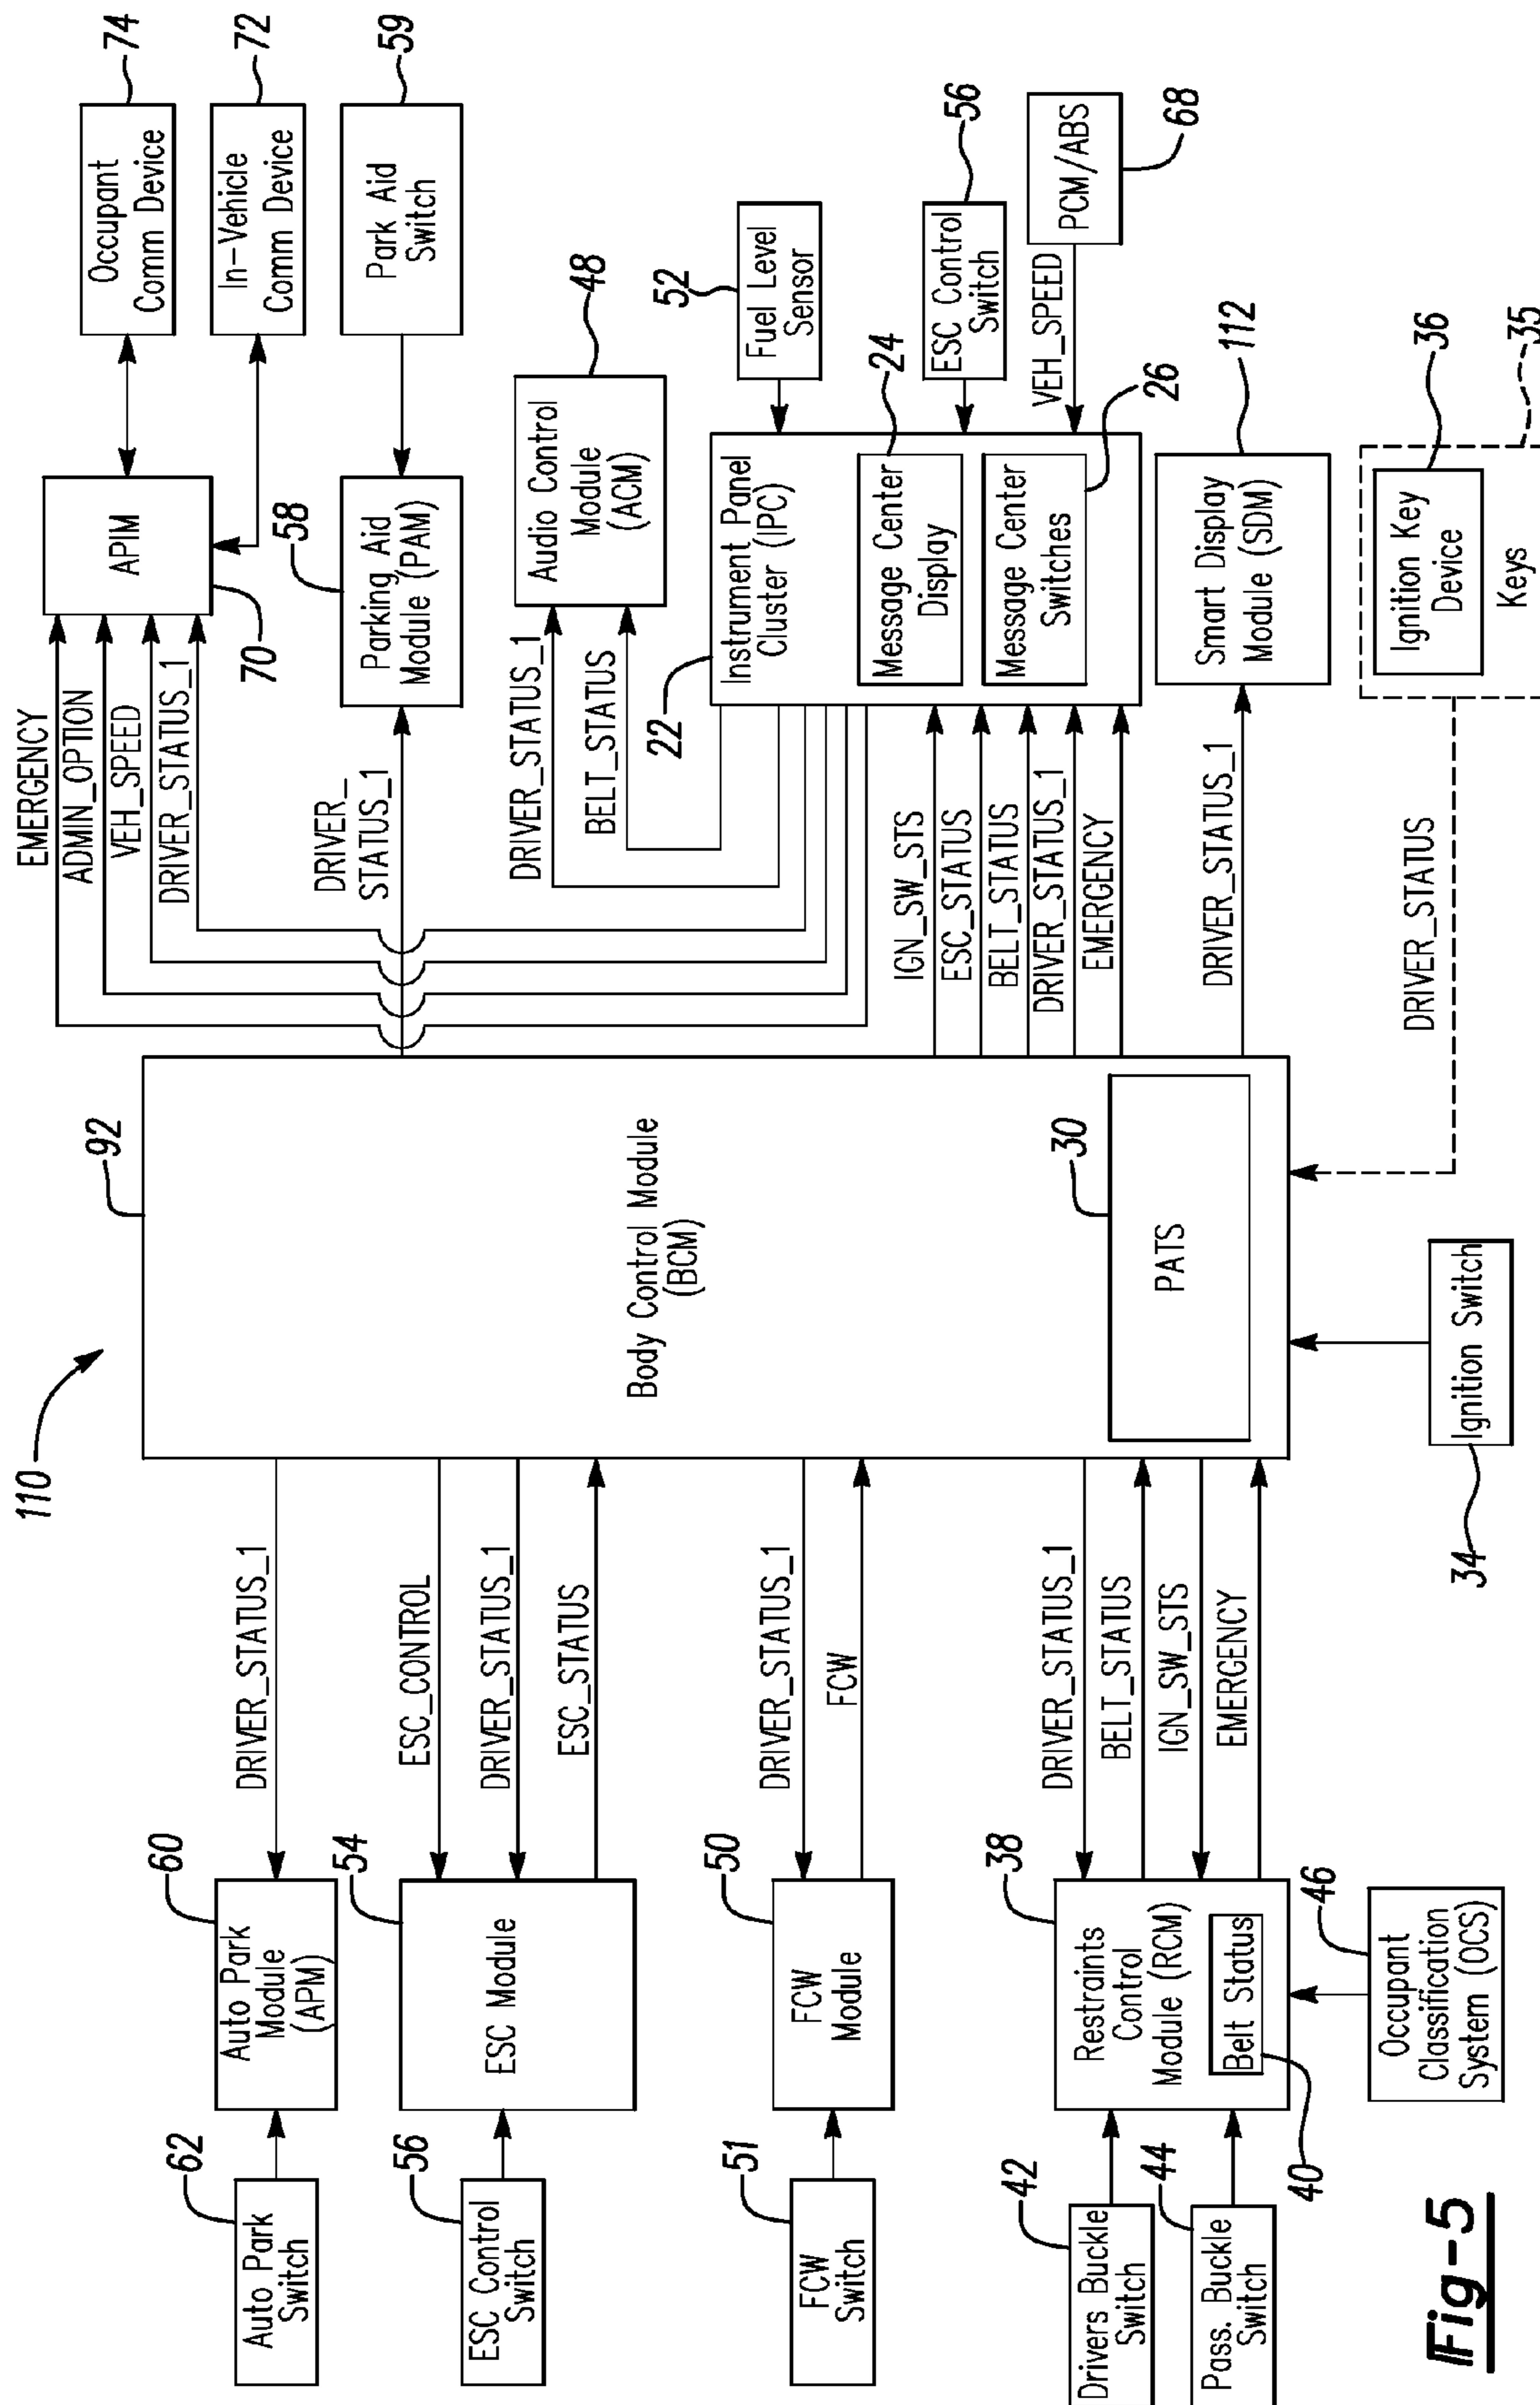 110
62
Auto Park
Switch
60
Auto Park
Module
(APM)
DRIVER_STATUS_1
56
ESC Control
Switch
54
ESC Module
ESC_CONTROL
DRIVER_STATUS_1
ESC_STATUS
51
FCW
Switch
50
FCW
Module
DRIVER_STATUS_1
FCW
42
Drivers Buckle
Switch
44
Pass. Buckle
Switch
38
Restraints
Control
Module (RCM)
Belt Status
40
46
Occupant
Classification
System (OCS)
DRIVER_STATUS_1
BELT_STATUS
IGN_SW_STS
EMERGENCY
92
Body Control Module
(BCM)
30
PATS
Ignition Switch
34
EMERGENCY
ADMIN_OPTION
VEH_SPEED
DRIVER_STATUS_1
APIM
70
Occupant
Comm Device
74
In-Vehicle
Comm Device
72
DRIVER_
STATUS_1
58
Parking Aid
Module (PAM)
Park Aid
Switch
59
DRIVER_STATUS_1
BELT_STATUS
Audio Control
Module
(ACM)
48
22
Instrument Panel
Cluster (IPC)
Message Center
Display
24
Message Center
Switches
26
52
Fuel Level
Sensor
ESC Control
Switch
56
VEH_SPEED
PCM/ABS
68
IGN_SW_STS
ESC_STATUS
BELT_STATUS
DRIVER_STATUS_1
EMERGENCY
DRIVER_STATUS_1
Smart Display
Module (SDM)
112
DRIVER_STATUS
Ignition Key
Device
36
Keys
35
Fig-5